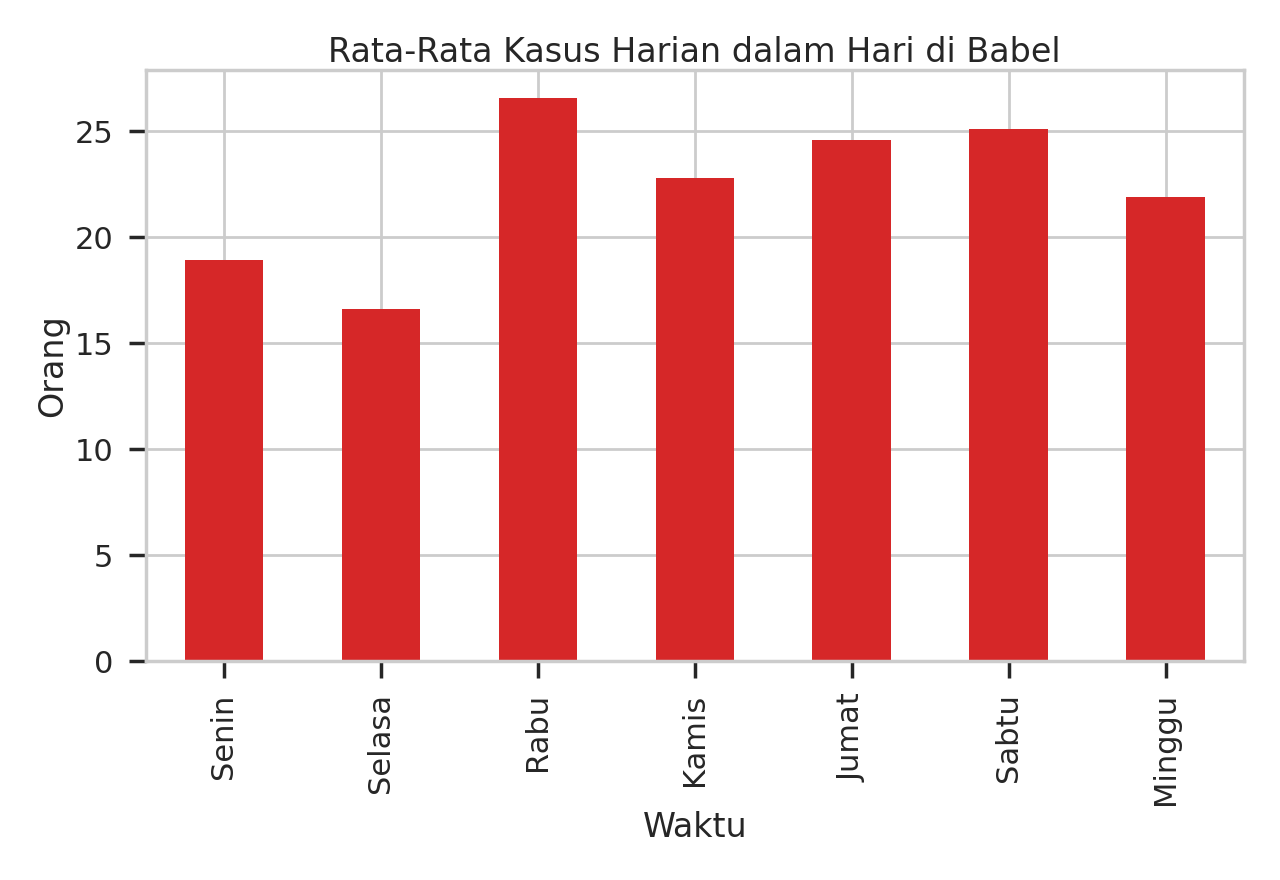 Rata-Rata Kasus Harian dalam Hari di Babel
Orang
25
20
15
10
5
0
Senin
Selasa
Rabu
Kamis
Jumat
Sabtu
Minggu
Waktu